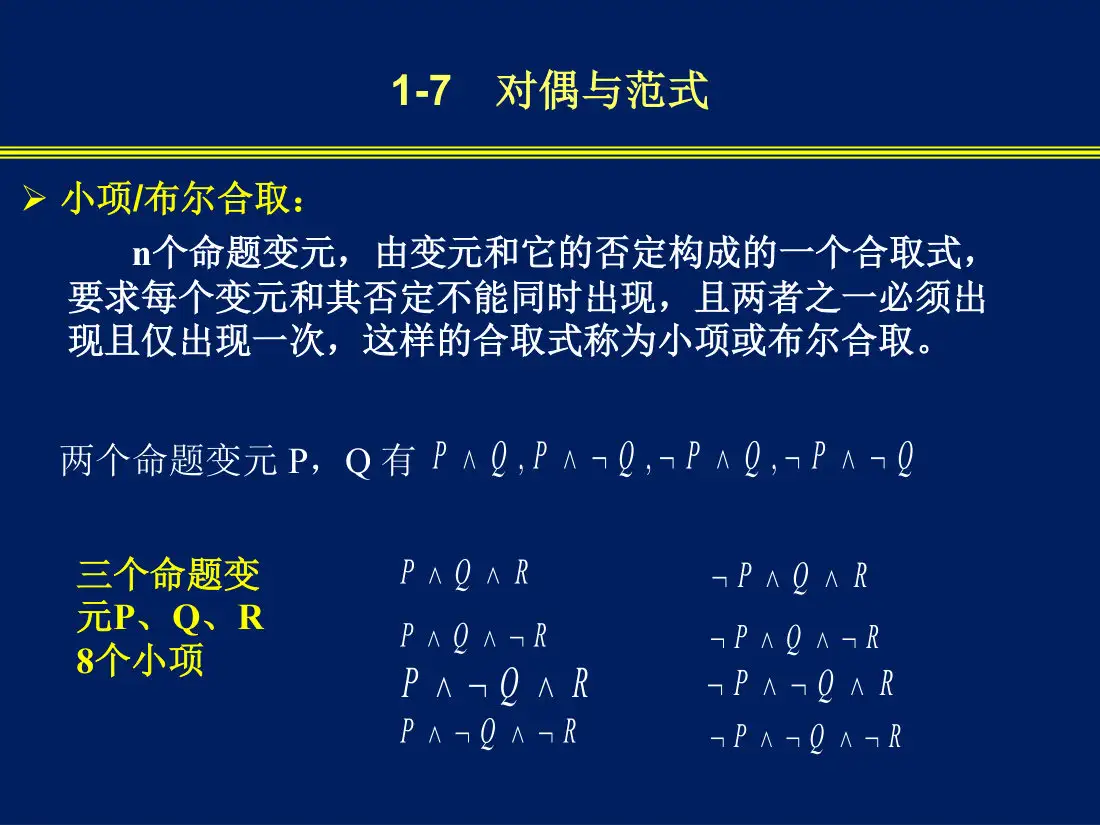 1-7 对偶与范式
小项/布尔合取：
n个命题变元，由变元和它的否定构成的一个合取式，
要求每个变元和其否定不能同时出现，且两者之一必须出
现且仅出现一次，这样的合取式称为小项或布尔合取。
两个命题变元 P，Q 有 P ∧ Q , P ∧ ¬ Q , ¬ P ∧ Q , ¬ P ∧ ¬ Q
三个命题变
元P、Q、R
8个小项
P ∧ Q ∧ R
P ∧ Q ∧ ¬ R
P ∧ ¬ Q ∧ R
P ∧ ¬ Q ∧ ¬ R
¬ P ∧ Q ∧ R
¬ P ∧ Q ∧ ¬ R
¬ P ∧ ¬ Q ∧ R
¬ P ∧ ¬ Q ∧ ¬ R